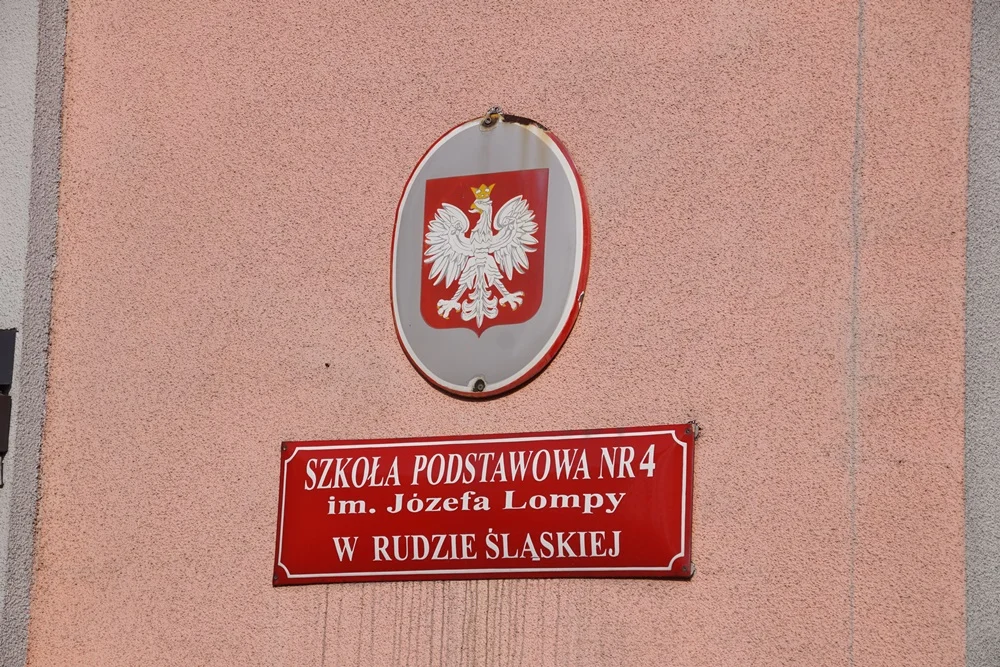 SZKOŁA PODSTAWOWA NR 4
im. Józefa Lompy
W RUDZIE ŚLĄSKIEJ